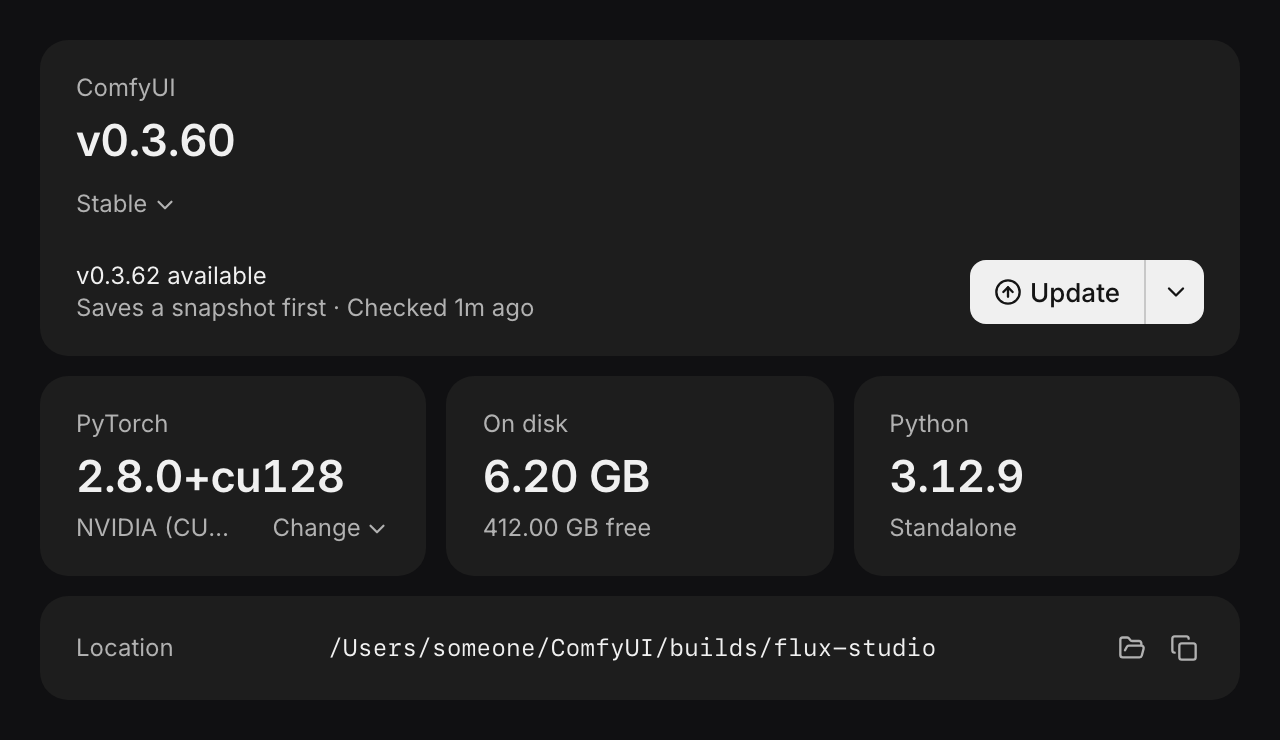 ComfyUI
v0.3.60
Stable
v0.3.62 available
Saves a snapshot first · Checked 1m ago
Update
PyTorch
2.8.0+cu128
NVIDIA (CU...
Change
On disk
6.20 GB
412.00 GB free
Python
3.12.9
Standalone
Location
/Users/someone/ComfyUI/builds/flux-studio